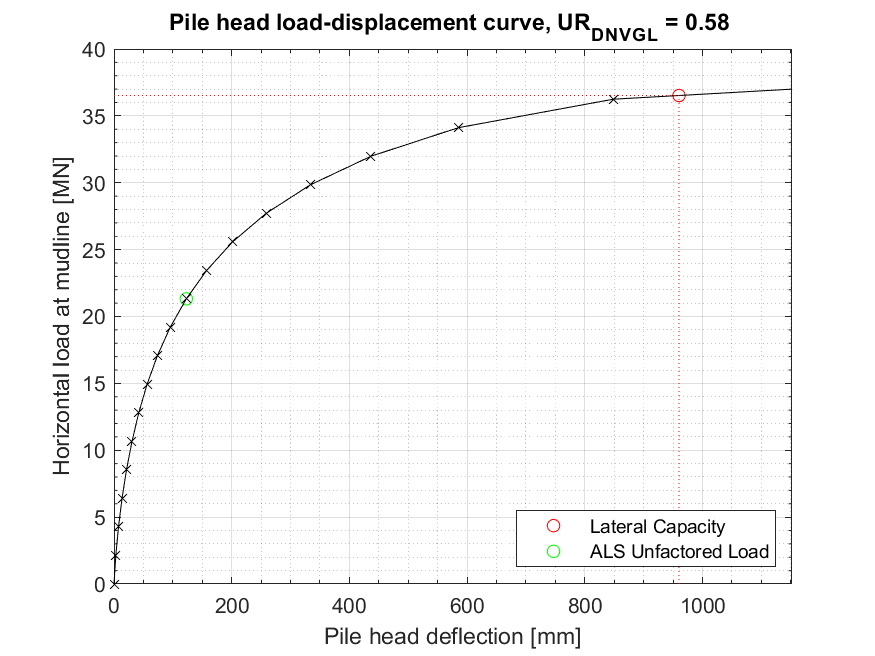 Pile head load-displacement curve, UR_DNVGL = 0.58
40
35
30
25
20
15
10
5
0
Horizontal load at mudline [MN]
Lateral Capacity
ALS Unfactored Load
0 200 400 600 800 1000
Pile head deflection [mm]